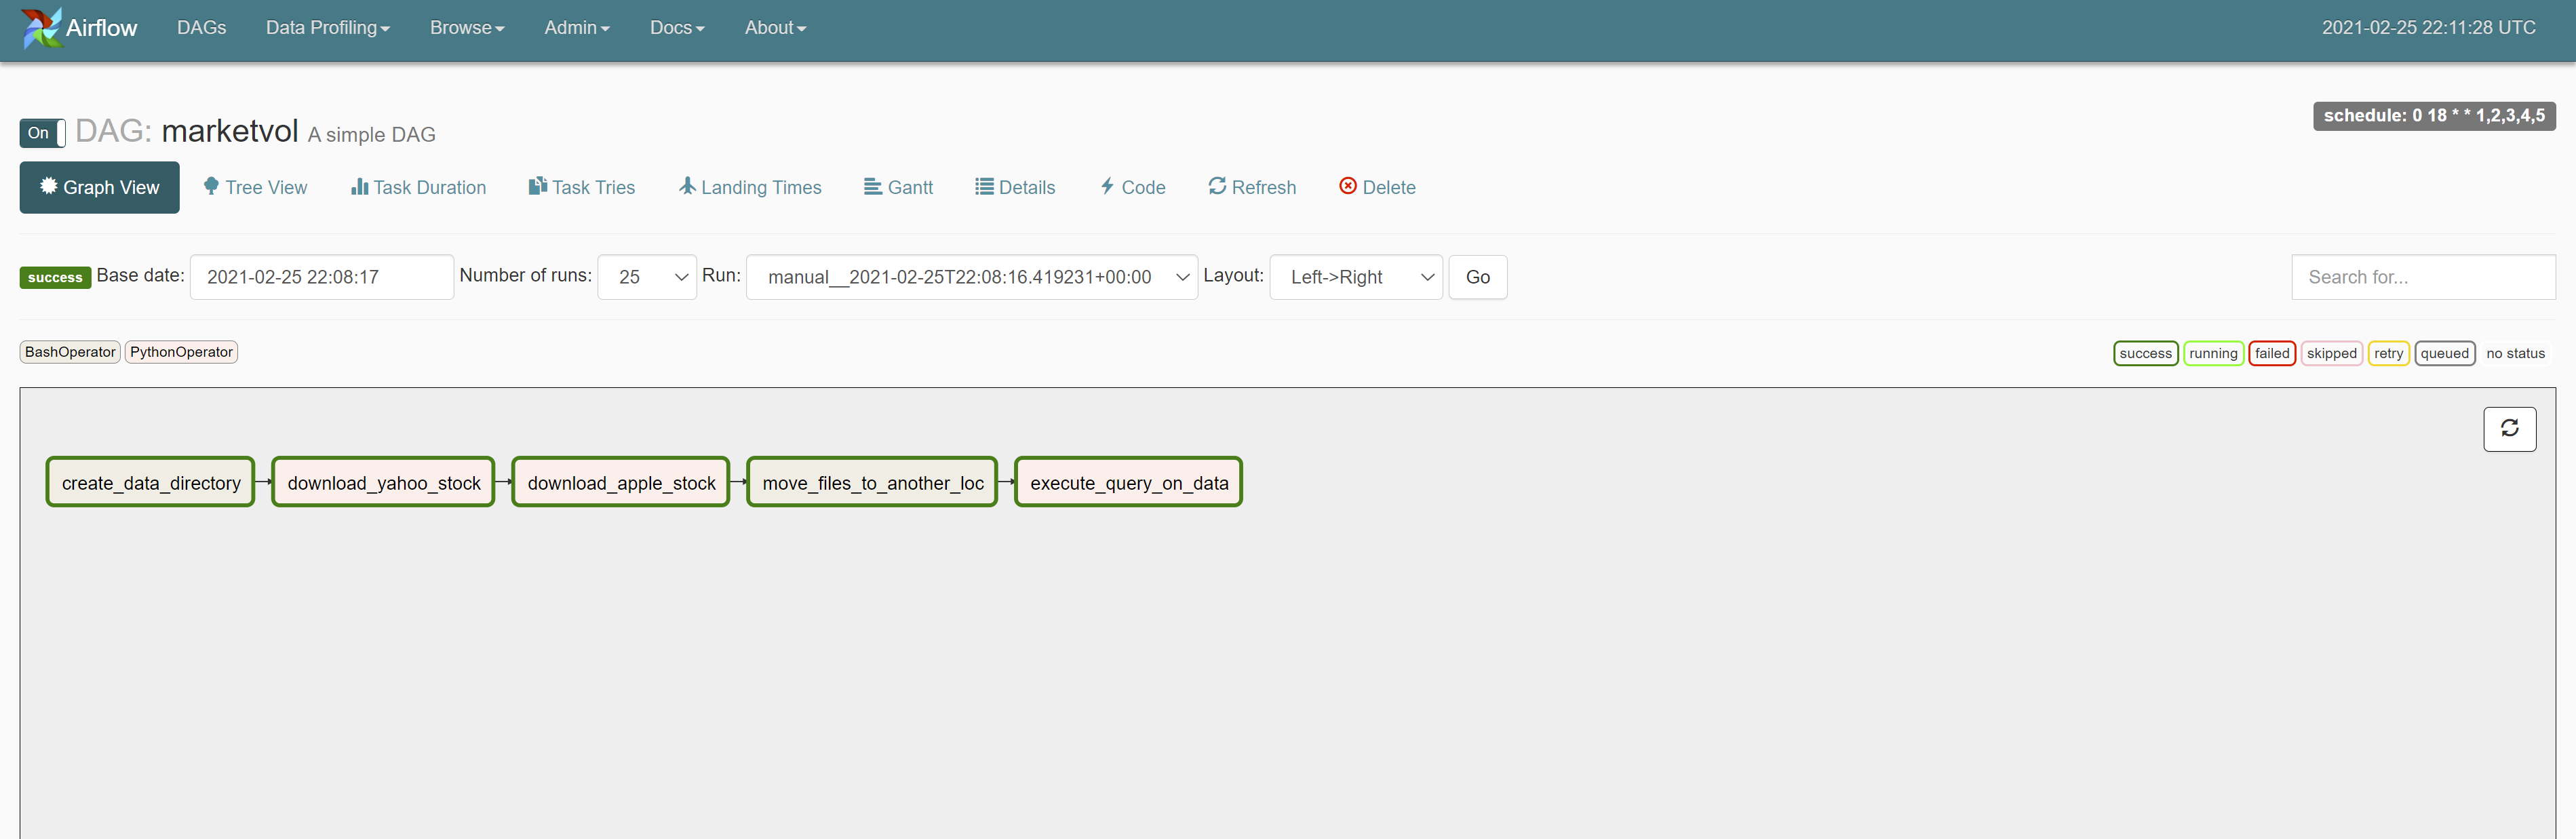 Airflow DAGs Data Profiling Browse Admin Docs About 2021-02-25 22:11:28 UTC
schedule: 0 18 * * 1,2,3,4,5
On DAG: marketvol A simple DAG
Graph View Tree View Task Duration Task Tries Landing Times Gantt Details Code Refresh Delete
success Base date: 2021-02-25 22:08:17 Number of runs: 25 Run: manual__2021-02-25T22:08:16.419231+00:00 Layout: Left->Right Go Search for...
BashOperator PythonOperator success running failed skipped retry queued no status
create_data_directory download_yahoo_stock download_apple_stock move_files_to_another_loc execute_query_on_data